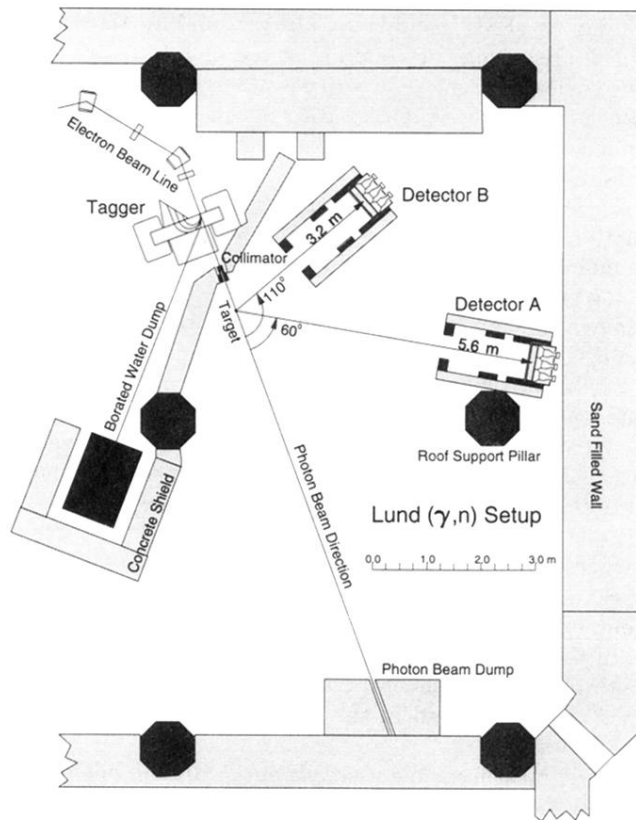 Electron Beam Line
Tagger
Collimator
Detector B
3.2 m
110°
Target
60°
Detector A
5.6 m
Borated Water Dump
Roof Support Pillar
Sand Filled Wall
Concrete Shield
Photon Beam Direction
Lund (γ,n) Setup
0,0 1,0 2,0 3,0 m
Photon Beam Dump